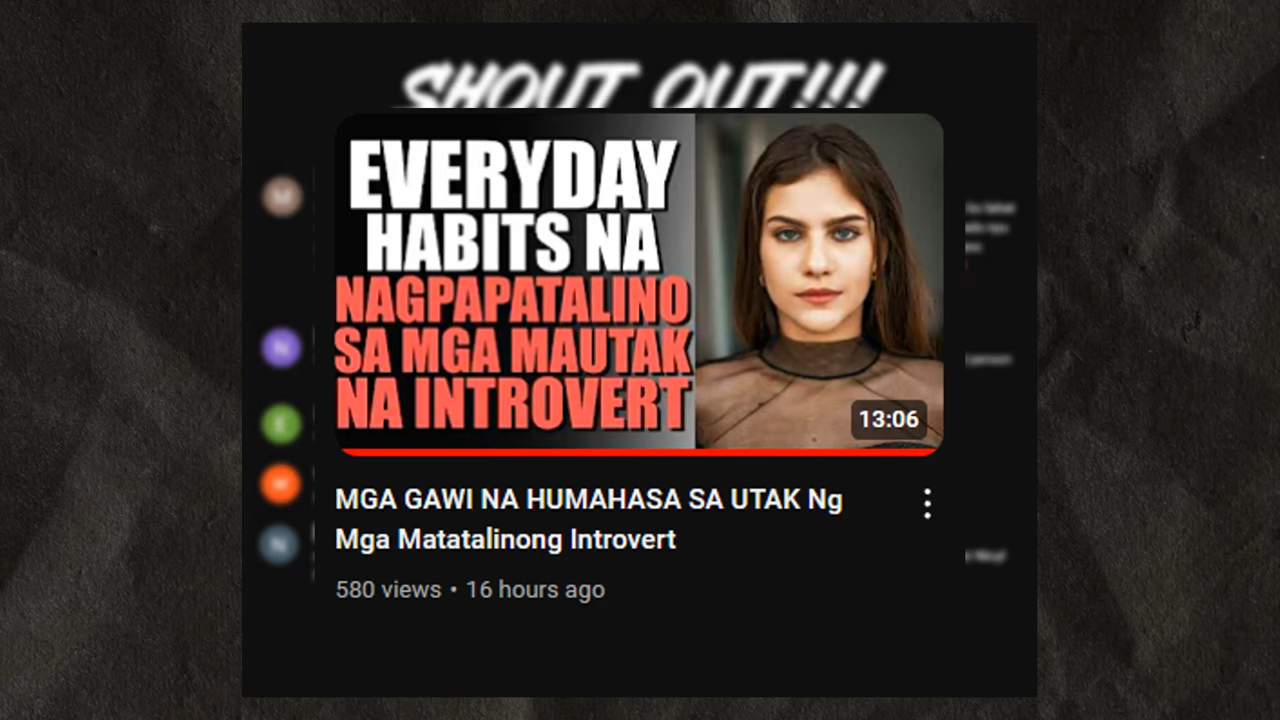 SHOUT OUT!!!
EVERYDAY
HABITS NA
NAGPAPATALINO
SA MGA MAUTAK
NA INTROVERT
13:06
MGA GAWI NA HUMAHASA SA UTAK Ng
Mga Matatalinong Introvert
580 views • 16 hours ago